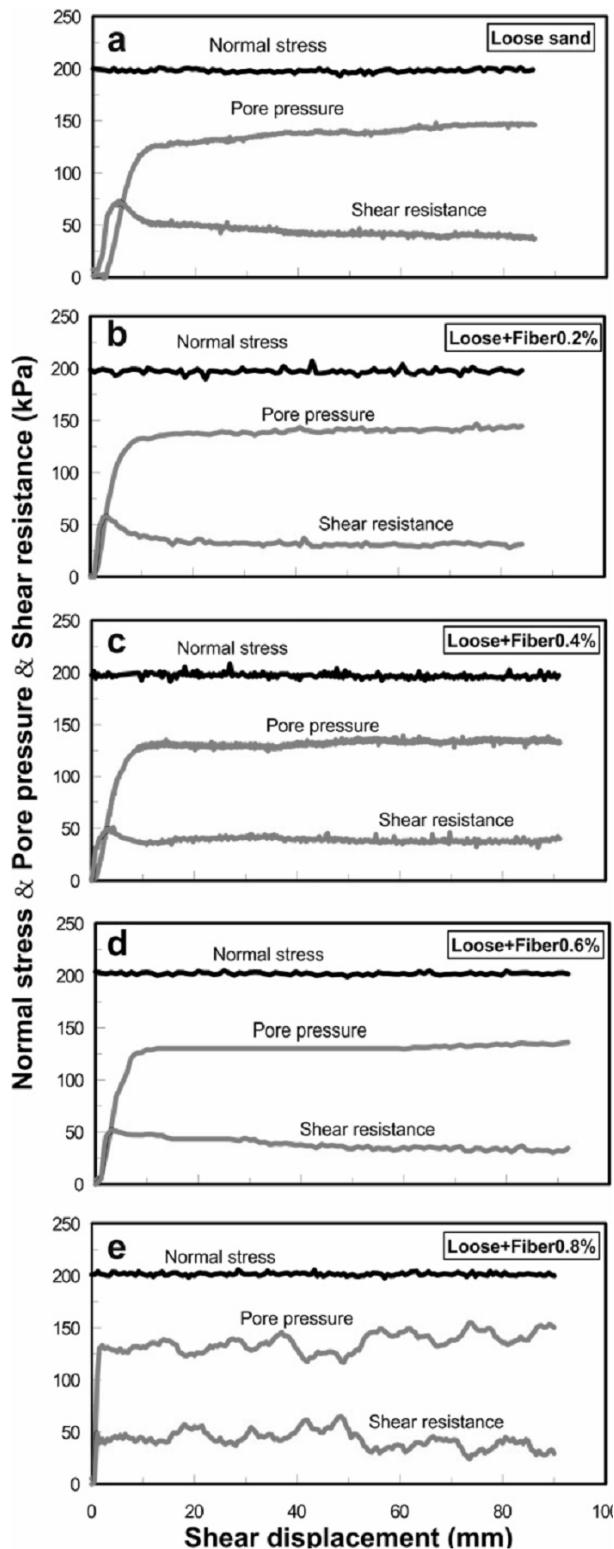 Normal stress & Pore pressure & Shear resistance (kPa)
a
Loose sand
250
200
150
100
50
0
Normal stress
Pore pressure
Shear resistance
b
Loose+Fiber0.2%
250
200
150
100
50
0
Normal stress
Pore pressure
Shear resistance
c
Loose+Fiber0.4%
250
200
150
100
50
0
Normal stress
Pore pressure
Shear resistance
d
Loose+Fiber0.6%
250
200
150
100
50
0
Normal stress
Pore pressure
Shear resistance
e
Loose+Fiber0.8%
250
200
150
100
50
0
Normal stress
Pore pressure
Shear resistance
0 20 40 60 80 100
Shear displacement (mm)